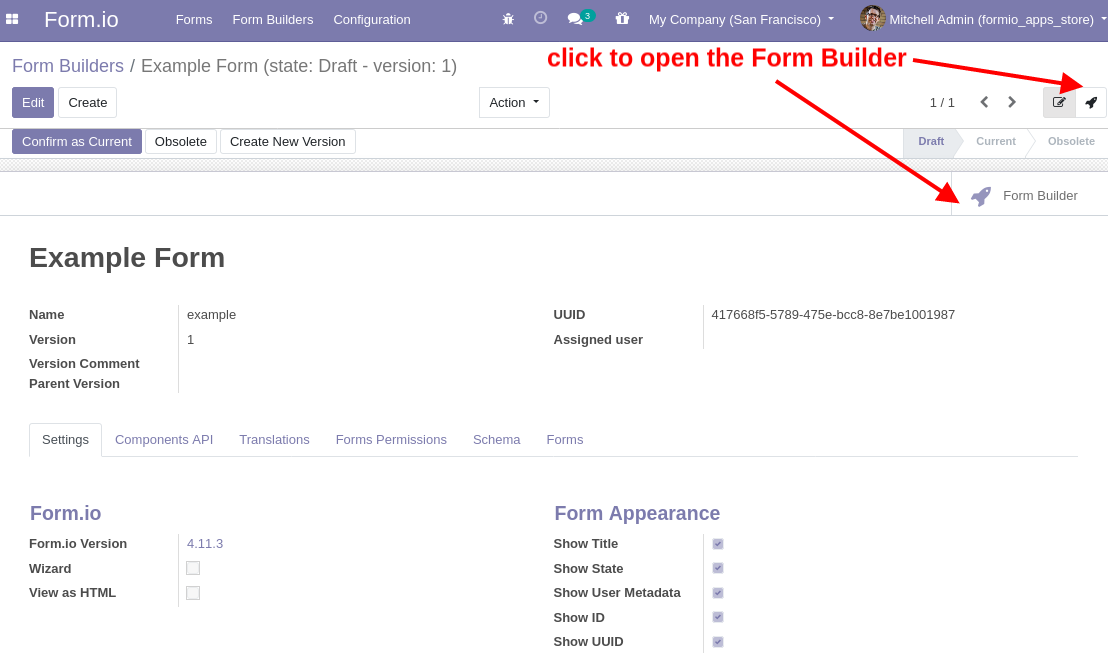 Form.io Forms Form Builders Configuration 3 My Company (San Francisco) Mitchell Admin (formio_apps_store)
Form Builders / Example Form (state: Draft - version: 1)
click to open the Form Builder
Edit Create Action 1 / 1
Confirm as Current Obsolete Create New Version Draft Current Obsolete
Form Builder
Example Form
Name example UUID 417668f5-5789-475e-bcc8-8e7be1001987
Version 1 Assigned user
Version Comment
Parent Version
Settings Components API Translations Forms Permissions Schema Forms
Form.io Form Appearance
Form.io Version 4.11.3 Show Title
Wizard Show State
View as HTML Show User Metadata
Show ID
Show UUID